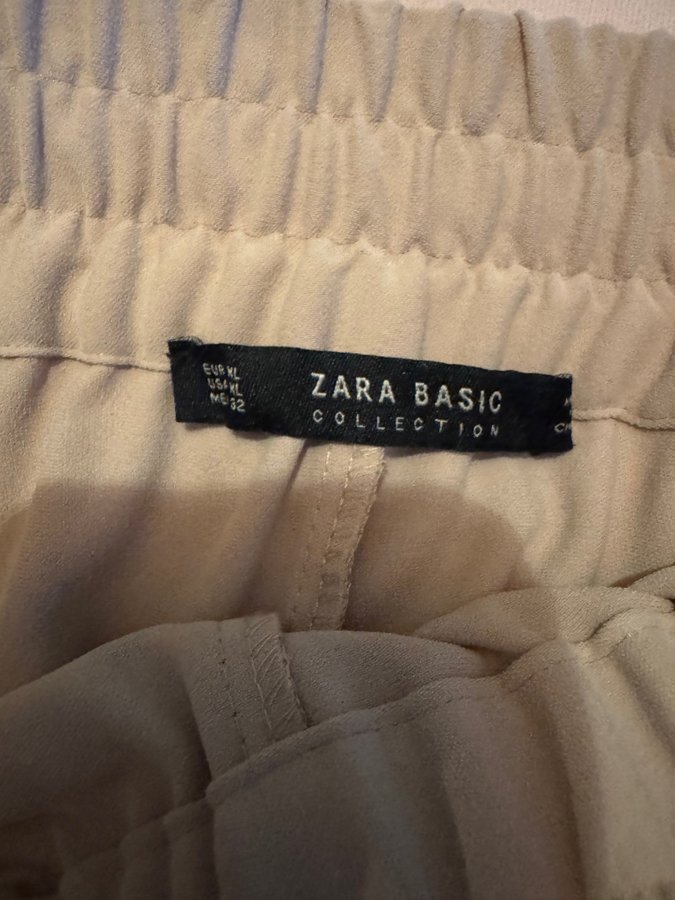 EUR XL
USA XL
MEX 32
ZARA BASIC
COLLECTION